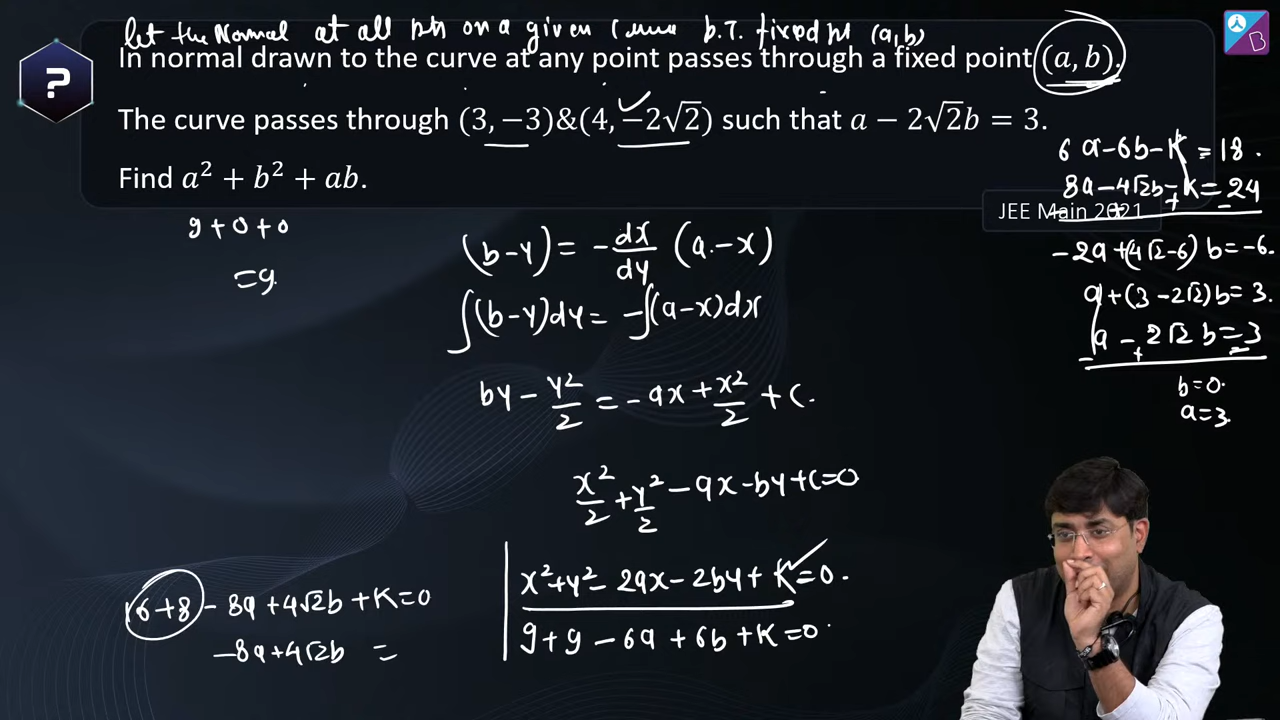 let the Normal at all pts on a given Curve p.T. fixed pt (a,b)
In normal drawn to the curve at any point passes through a fixed point (a, b).
The curve passes through (3, −3)&(4, −2√2) such that a − 2√2b = 3.
Find a² + b² + ab.
JEE Main 2021
?
B
9+0+0
=9.
(b-y) = -dx/dy (a-x)
∫(b-y)dy = -∫(a-x)dx
by - y²/2 = -ax + x²/2 + c.
x²/2 + y²/2 - ax - by + c = 0
x²+y² - 2ax - 2by + K = 0.
9+9 - 6a + 6b + K = 0
16+8 - 8a + 4√2b + K = 0
-8a + 4√2b =
6a-6b-K = 18.
8a-4√2b-K = 24
-2a+(4√2-6)b = -6.
a+(3-2√2)b = 3.
a - 2√2 b = 3
b=0.
a=3.